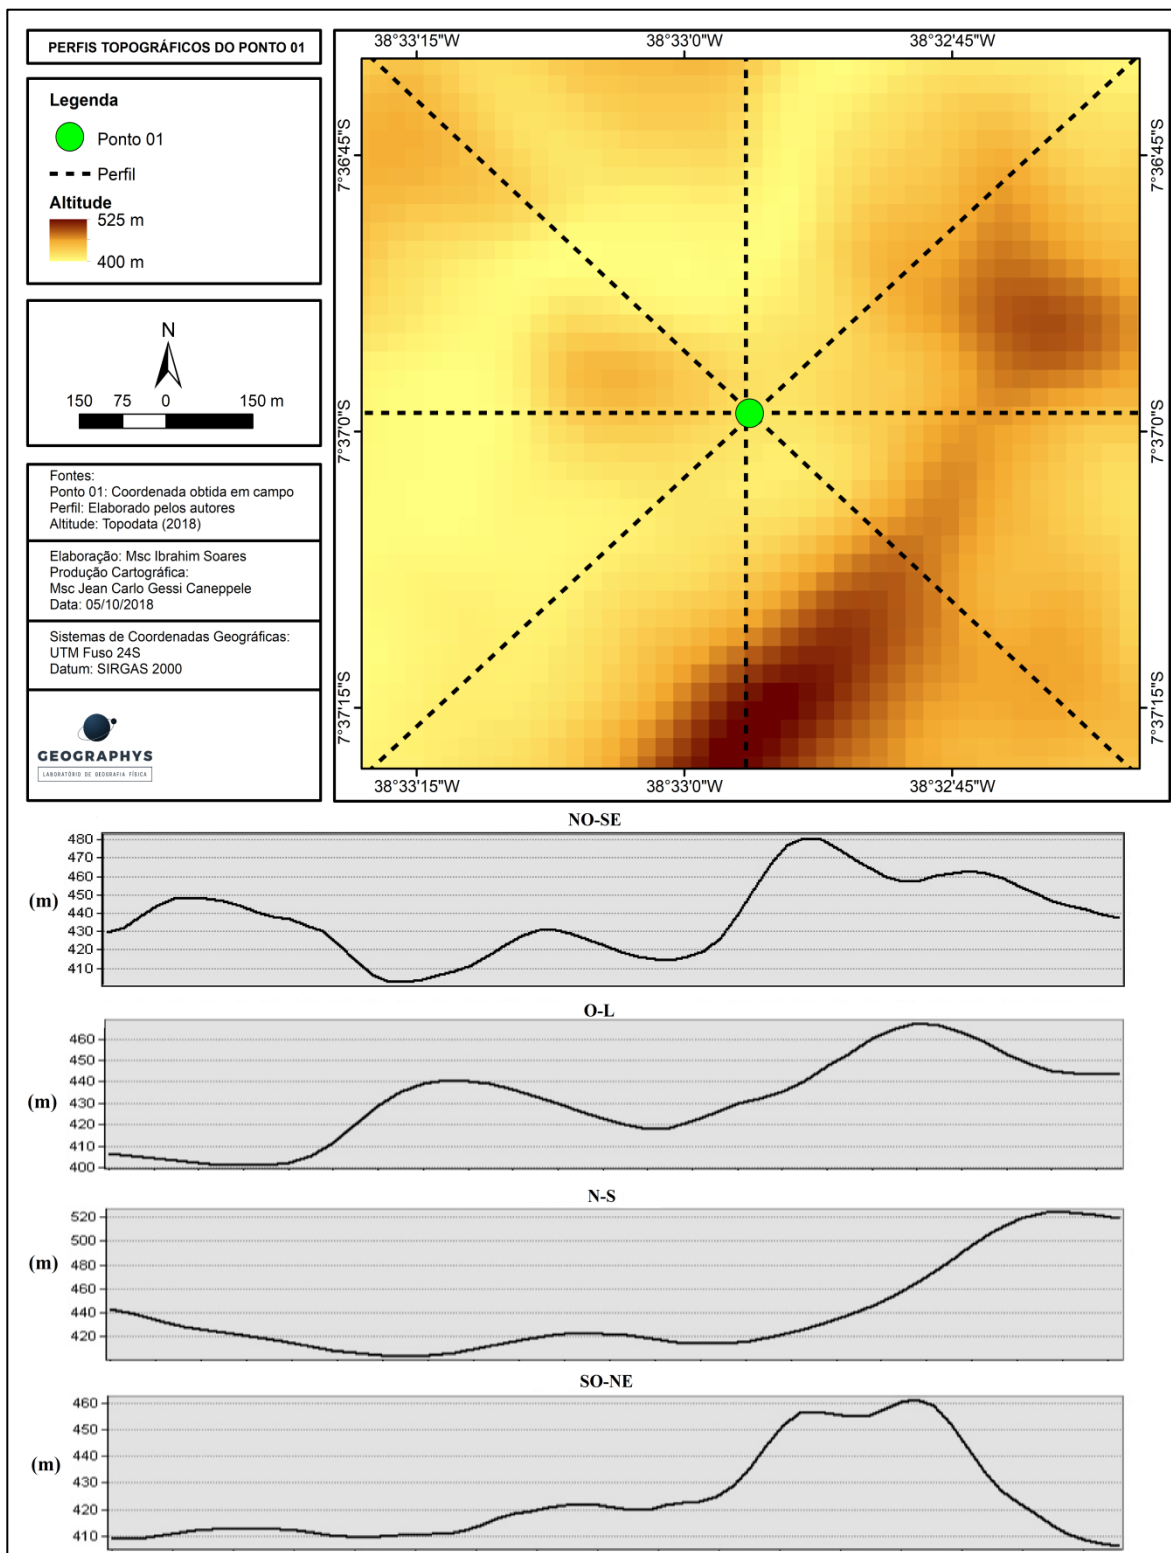 PERFIS TOPOGRÁFICOS DO PONTO 01
Legenda
Ponto 01
Perfil
Altitude
525 m
400 m
N
150 75 0 150 m
Fontes:
Ponto 01: Coordenada obtida em campo
Perfil: Elaborado pelos autores
Altitude: Topodata (2018)
Elaboração: Msc Ibrahim Soares
Produção Cartográfica:
Msc Jean Carlo Gessi Caneppele
Data: 05/10/2018
Sistemas de Coordenadas Geográficas:
UTM Fuso 24S
Datum: SIRGAS 2000
GEOGRAPHYS
LABORATÓRIO DE GEOGRAFIA FÍSICA
38°33'15"W 38°33'0"W 38°32'45"W
7°36'45"S 7°36'45"S
7°37'0"S 7°37'0"S
7°37'15"S 7°37'15"S
38°33'15"W 38°33'0"W 38°32'45"W
NO-SE
(m)
480
470
460
450
440
430
420
410
O-L
(m)
460
450
440
430
420
410
400
N-S
(m)
520
500
480
460
440
420
SO-NE
(m)
460
450
440
430
420
410